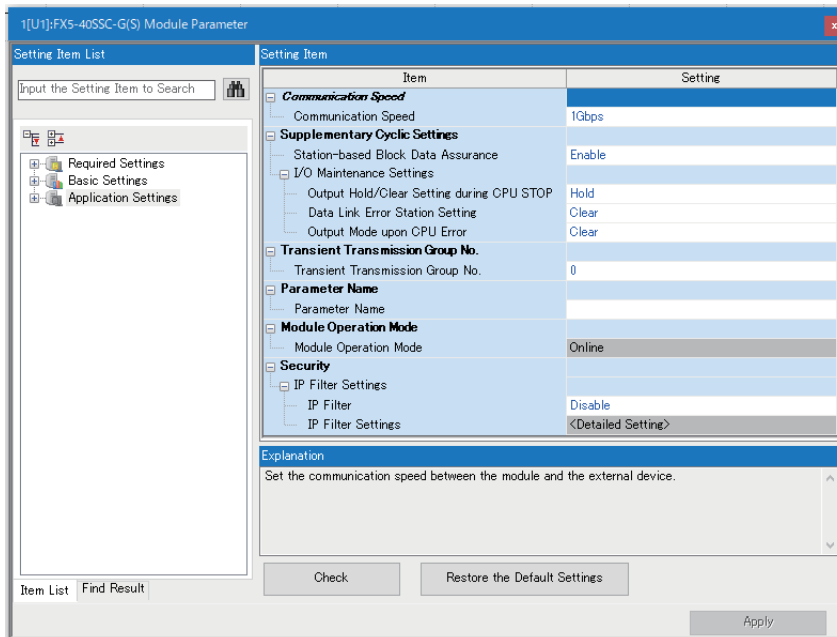 1[U1]:FX5-40SSC-G(S) Module Parameter
x
Setting Item List
Input the Setting Item to Search
Required Settings
Basic Settings
Application Settings
Item List
Find Result
Setting Item
Item Setting
Communication Speed
Communication Speed 1Gbps
Supplementary Cyclic Settings
Station-based Block Data Assurance Enable
I/O Maintenance Settings
Output Hold/Clear Setting during CPU STOP Hold
Data Link Error Station Setting Clear
Output Mode upon CPU Error Clear
Transient Transmission Group No.
Transient Transmission Group No. 0
Parameter Name
Parameter Name
Module Operation Mode
Module Operation Mode Online
Security
IP Filter Settings
IP Filter Disable
IP Filter Settings <Detailed Setting>
Explanation
Set the communication speed between the module and the external device.
Check
Restore the Default Settings
Apply